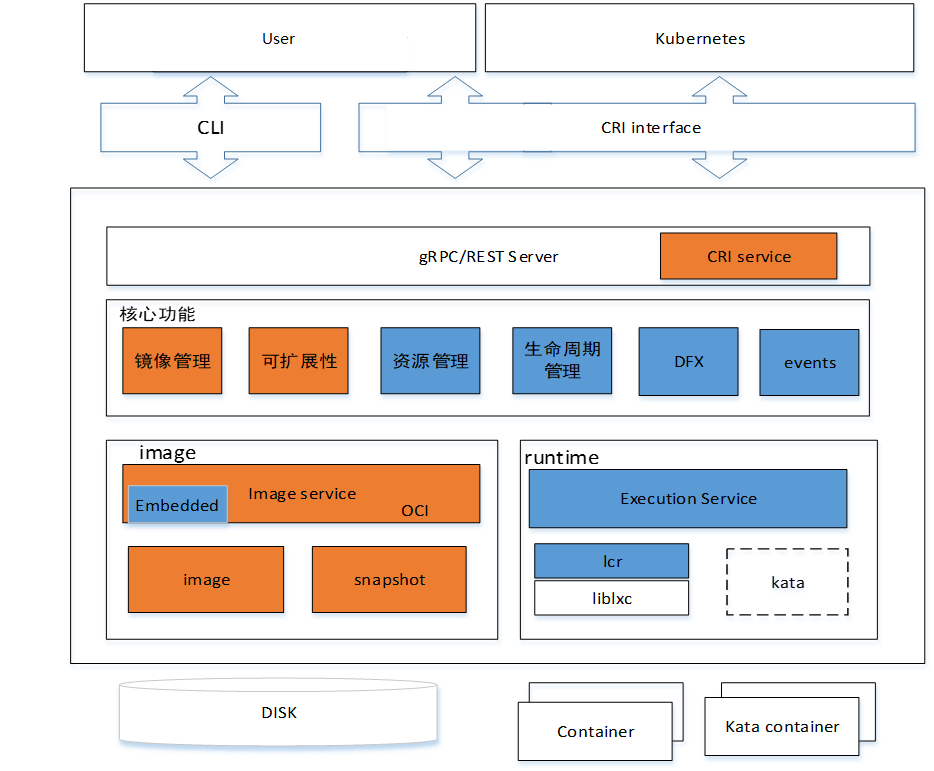 User
Kubernetes
CLI
CRI interface
gRPC/REST Server
CRI service
核心功能
镜像管理
可扩展性
资源管理
生命周期
管理
DFX
events
image
Image service
Embedded
OCI
image
snapshot
runtime
Execution Service
lcr
liblxc
kata
DISK
Container
Kata container